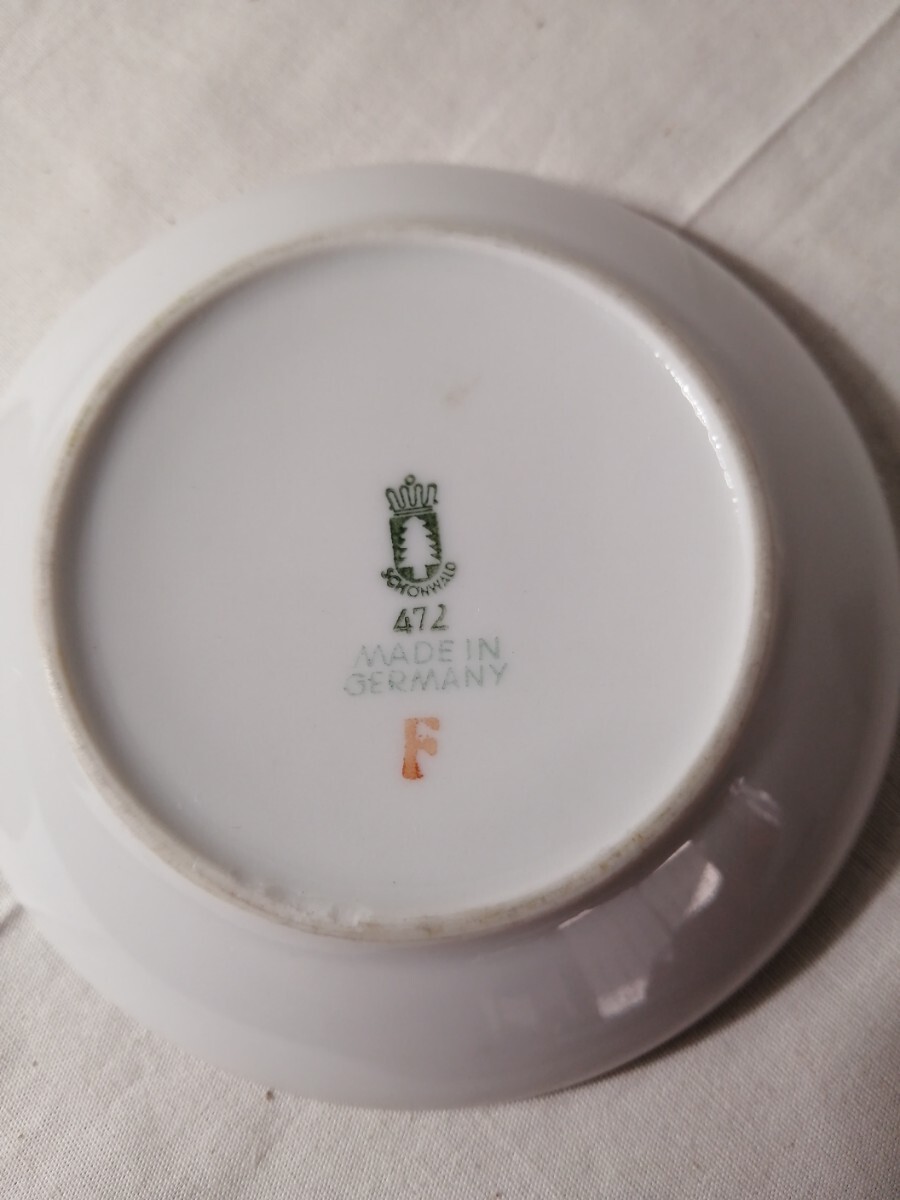 SCHÖNWALD
472
MADE IN
GERMANY
F